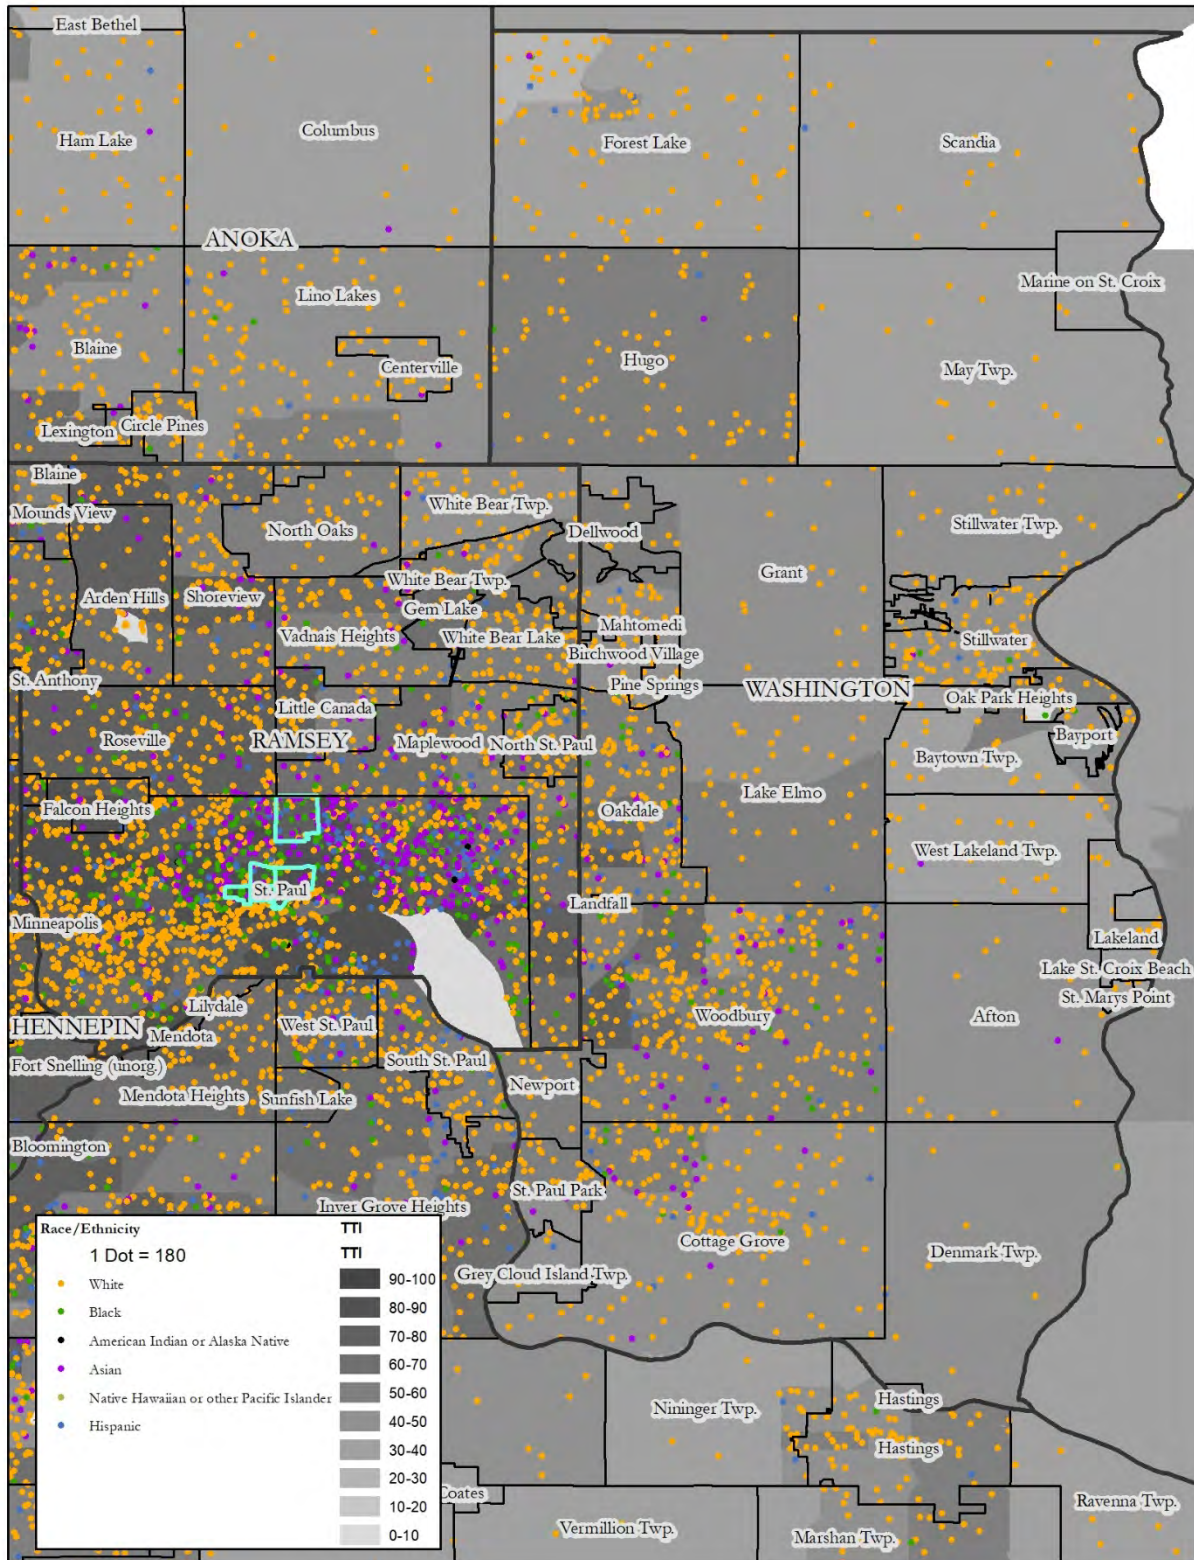 East Bethel
Ham Lake
Columbus
Forest Lake
Scandia
ANOKA
Marine on St. Croix
Lino Lakes
Blaine
Centerville
Hugo
May Twp.
Lexington
Circle Pines
Blaine
Mounds View
North Oaks
White Bear Twp.
Dellwood
Stillwater Twp.
Grant
White Bear Twp.
Arden Hills
Shoreview
Gem Lake
Vadnais Heights
White Bear Lake
Mahtomedi
Stillwater
Birchwood Village
St. Anthony
Pine Springs
WASHINGTON
Oak Park Heights
Little Canada
Roseville
RAMSEY
Maplewood
North St. Paul
Bayport
Baytown Twp.
Falcon Heights
Oakdale
Lake Elmo
West Lakeland Twp.
St. Paul
Landfall
Minneapolis
Lakeland
Lake St. Croix Beach
St. Marys Point
Lilydale
HENNEPIN
Mendota
West St. Paul
Woodbury
Afton
Fort Snelling (unorg.)
South St. Paul
Newport
Mendota Heights
Sunfish Lake
Bloomington
St. Paul Park
Inver Grove Heights
Cottage Grove
Denmark Twp.
Grey Cloud Island Twp.
Race/Ethnicity
1 Dot = 180
White
Black
American Indian or Alaska Native
Asian
Native Hawaiian or other Pacific Islander
Hispanic
TTI
TTI
90-100
80-90
70-80
60-70
50-60
40-50
30-40
20-30
10-20
0-10
Nininger Twp.
Hastings
Hastings
Coates
Vermillion Twp.
Marshan Twp.
Ravenna Twp.